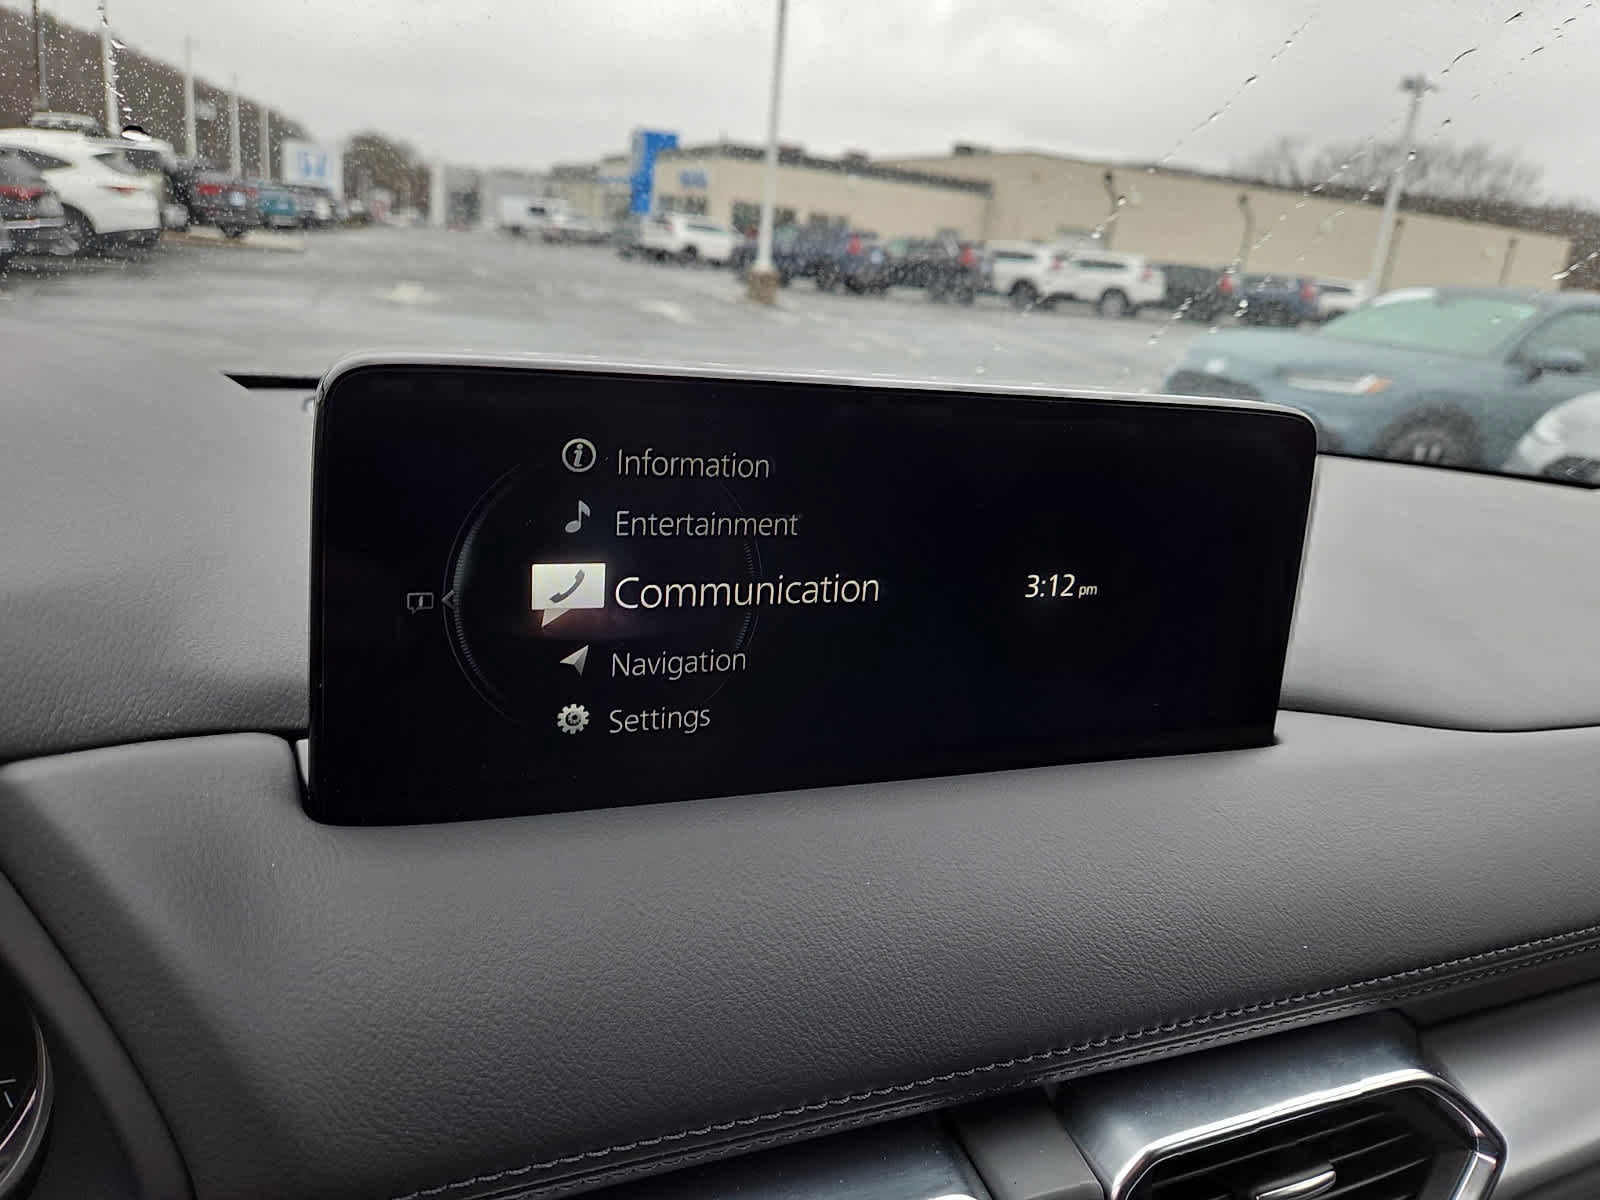 Information
Entertainment
Communication
3:12 pm
Navigation
Settings